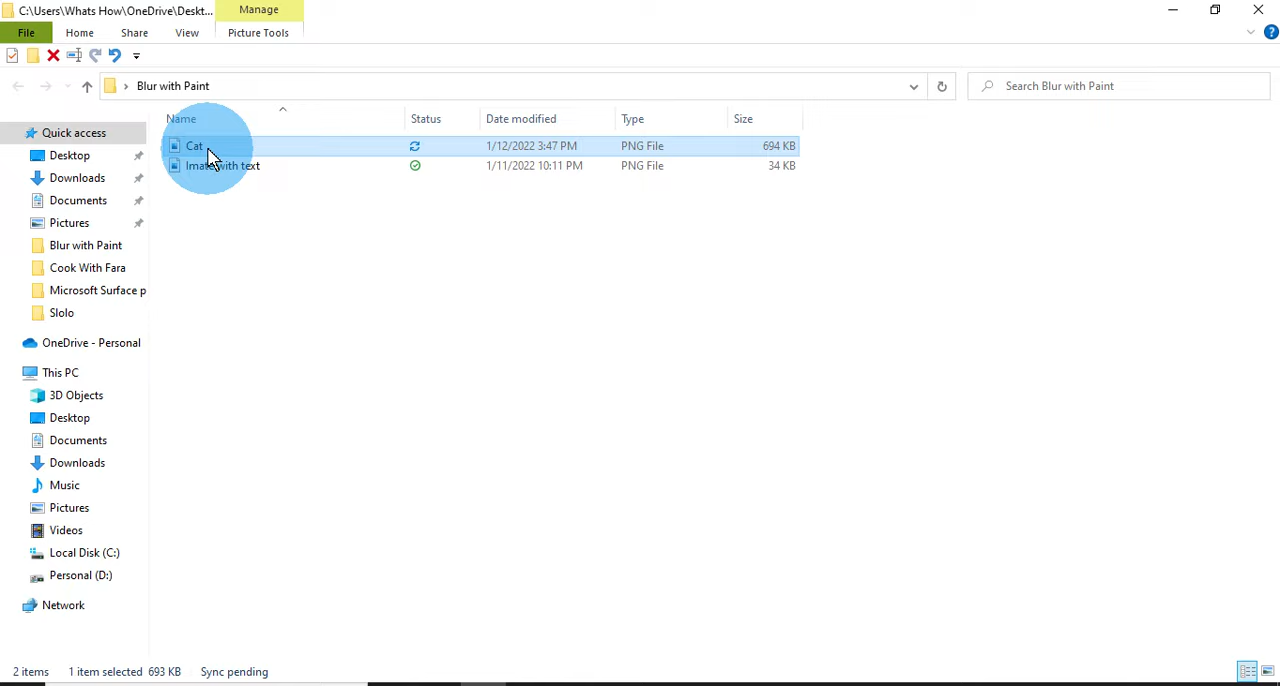 C:\Users\Whats How\OneDrive\Deskt...
Manage
File
Home
Share
View
Picture Tools
Blur with Paint
Search Blur with Paint
Name
Status
Date modified
Type
Size
Cat
1/12/2022 3:47 PM
PNG File
694 KB
Imate with text
1/11/2022 10:11 PM
PNG File
34 KB
Quick access
Desktop
Downloads
Documents
Pictures
Blur with Paint
Cook With Fara
Microsoft Surface p
Slolo
OneDrive - Personal
This PC
3D Objects
Desktop
Documents
Downloads
Music
Pictures
Videos
Local Disk (C:)
Personal (D:)
Network
2 items
1 item selected 693 KB
Sync pending